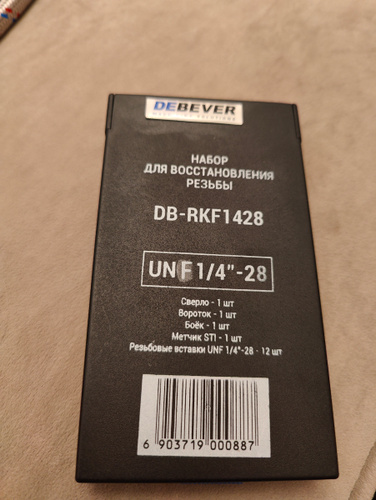 DEBEVER
НАБОР
ДЛЯ ВОССТАНОВЛЕНИЯ
РЕЗЬБЫ
DB-RKF1428
UNF 1/4"-28
Сверло - 1 шт
Вороток - 1 шт
Боёк - 1 шт
Метчик STI - 1 шт
Резьбовые вставки UNF 1/4"-28 - 12 шт
6 903719 000887